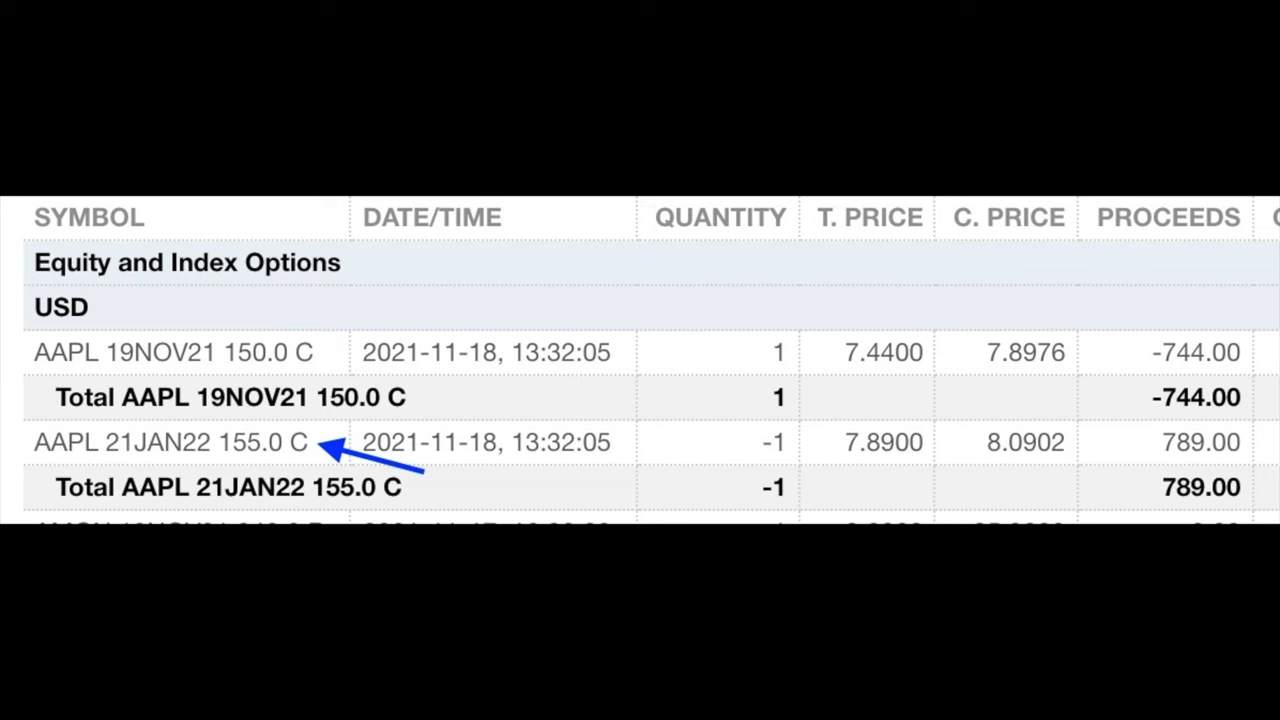 SYMBOL DATE/TIME QUANTITY T. PRICE C. PRICE PROCEEDS
Equity and Index Options
USD
AAPL 19NOV21 150.0 C 2021-11-18, 13:32:05 1 7.4400 7.8976 -744.00
Total AAPL 19NOV21 150.0 C 1 -744.00
AAPL 21JAN22 155.0 C 2021-11-18, 13:32:05 -1 7.8900 8.0902 789.00
Total AAPL 21JAN22 155.0 C -1 789.00